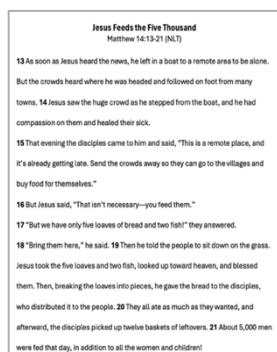 Jesus Feeds the Five Thousand
Matthew 14:13-21 (NLT)
13 As soon as Jesus heard the news, he left in a boat to a remote area to be alone.
But the crowds heard where he was headed and followed on foot from many
towns. 14 Jesus saw the huge crowd as he stepped from the boat, and he had
compassion on them and healed their sick.
15 That evening the disciples came to him and said, “This is a remote place, and
it’s already getting late. Send the crowds away so they can go to the villages and
buy food for themselves.”
16 But Jesus said, “That isn’t necessary—you feed them.”
17 “But we have only five loaves of bread and two fish!” they answered.
18 “Bring them here,” he said. 19 Then he told the people to sit down on the grass.
Jesus took the five loaves and two fish, looked up toward heaven, and blessed
them. Then, breaking the loaves into pieces, he gave the bread to the disciples,
who distributed it to the people. 20 They all ate as much as they wanted, and
afterward, the disciples picked up twelve baskets of leftovers. 21 About 5,000 men
were fed that day, in addition to all the women and children!